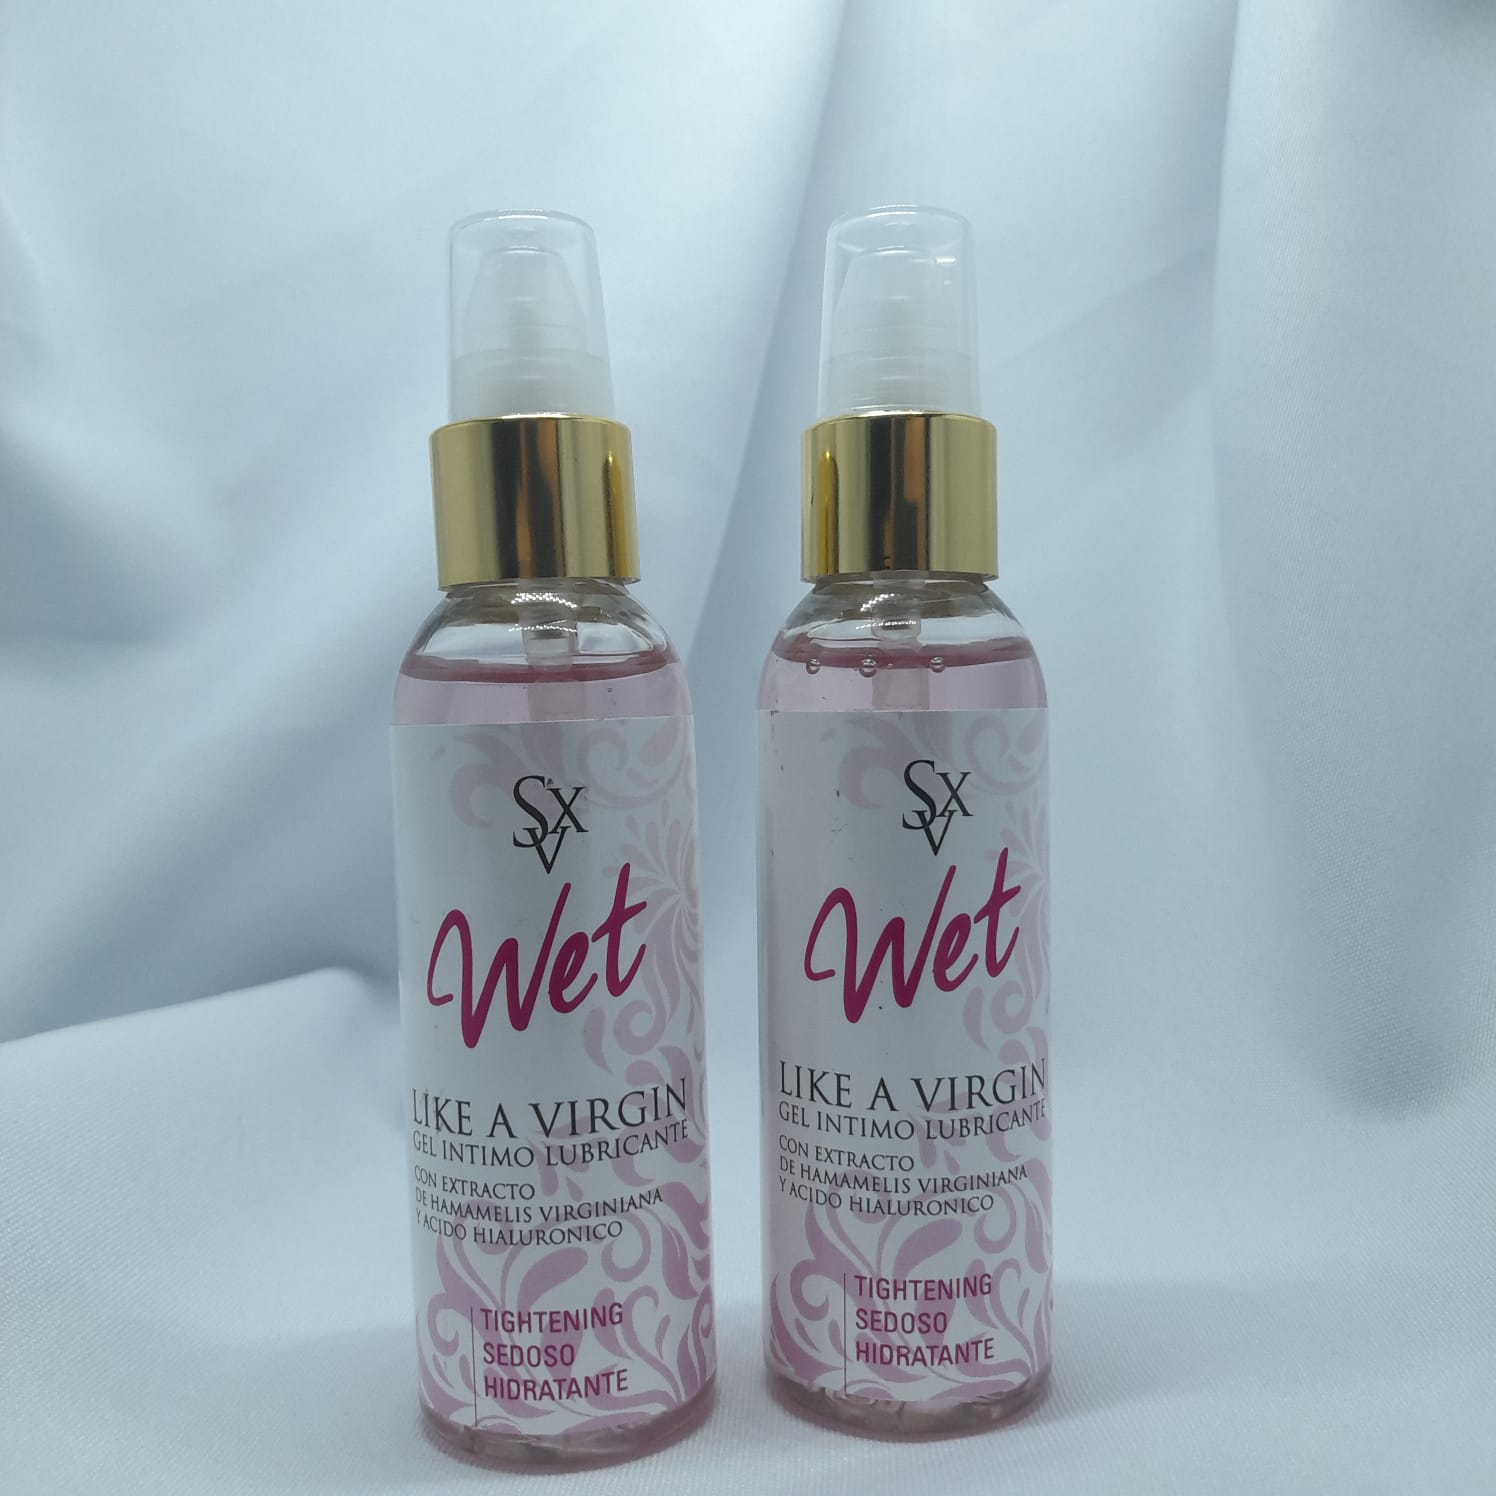 SXV
Wet
LIKE A VIRGIN
GEL INTIMO LUBRICANTE
CON EXTRACTO
DE HAMAMELIS VIRGINIANA
Y ACIDO HIALURONICO
TIGHTENING
SEDOSO
HIDRATANTE
SXV
Wet
LIKE A VIRGIN
GEL INTIMO LUBRICANTE
CON EXTRACTO
DE HAMAMELIS VIRGINIANA
Y ACIDO HIALURONICO
TIGHTENING
SEDOSO
HIDRATANTE